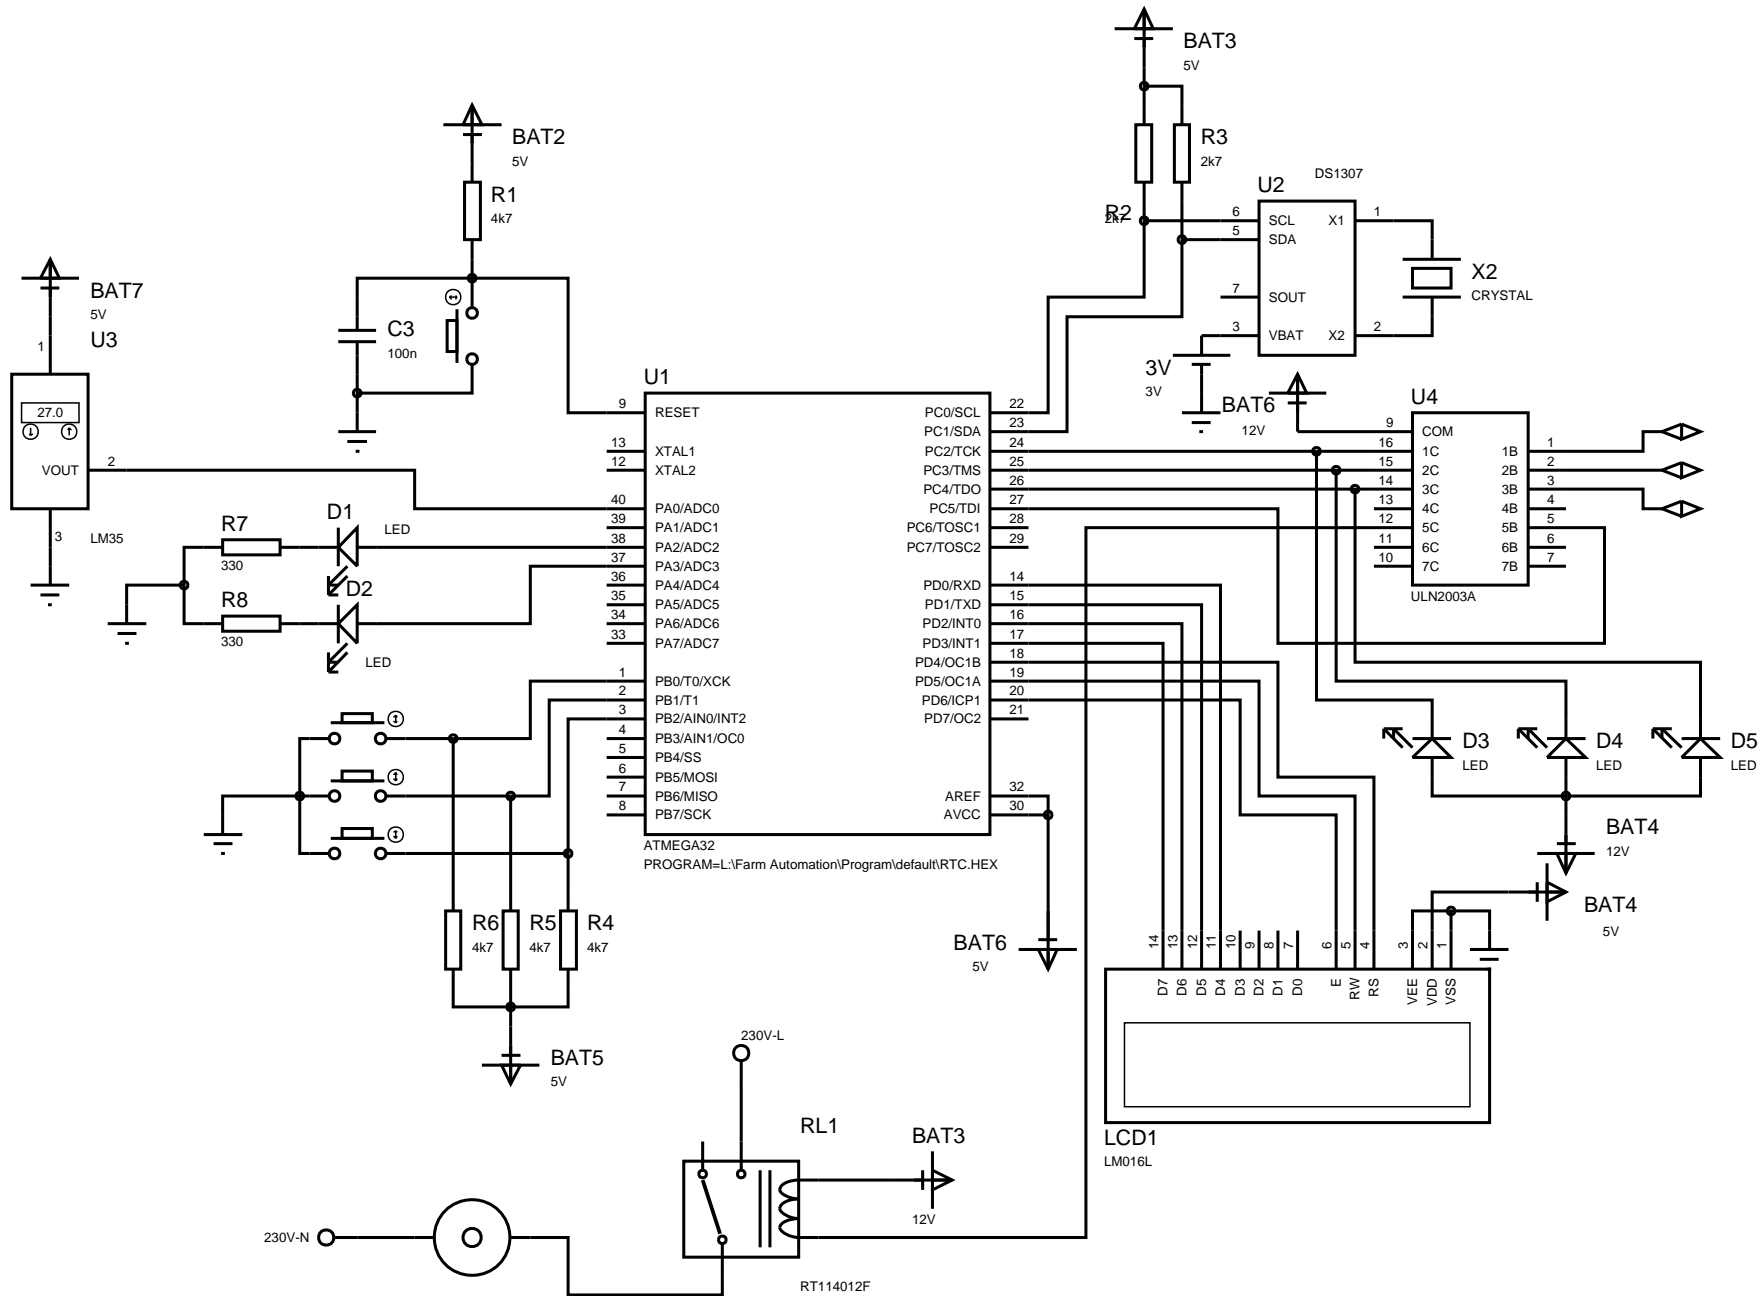 BAT3
5V
BAT2
5V
R3
2k7
DS1307
U2
R1
4k7
R2
2k7
6 SCL X1 1
5 SDA
X2
CRYSTAL
7 SOUT
3 VBAT X2 2
BAT7
5V
U3
1
C3
100n
3V
3V
27.0
VOUT 2
3
LM35
BAT6
12V
U4
9 COM
16 1C 1B 1
15 2C 2B 2
14 3C 3B 3
13 4C 4B 4
12 5C 5B 5
11 6C 6B 6
10 7C 7B 7
ULN2003A
U1
9 RESET
13 XTAL1
12 XTAL2
40 PA0/ADC0
39 PA1/ADC1
38 PA2/ADC2
37 PA3/ADC3
36 PA4/ADC4
35 PA5/ADC5
34 PA6/ADC6
33 PA7/ADC7
1 PB0/T0/XCK
2 PB1/T1
3 PB2/AIN0/INT2
4 PB3/AIN1/OC0
5 PB4/SS
6 PB5/MOSI
7 PB6/MISO
8 PB7/SCK
PC0/SCL 22
PC1/SDA 23
PC2/TCK 24
PC3/TMS 25
PC4/TDO 26
PC5/TDI 27
PC6/TOSC1 28
PC7/TOSC2 29
PD0/RXD 14
PD1/TXD 15
PD2/INT0 16
PD3/INT1 17
PD4/OC1B 18
PD5/OC1A 19
PD6/ICP1 20
PD7/OC2 21
AREF 32
AVCC 30
ATMEGA32
PROGRAM=L:\Farm Automation\Program\default\RTC.HEX
R7
330
D1
LED
R8
330
D2
LED
D3
LED
D4
LED
D5
LED
BAT4
12V
BAT4
5V
R6
4k7
R5
4k7
R4
4k7
BAT6
5V
BAT5
5V
14 13 12 11 10 9 8 7 6 5 4 3 2 1
D7 D6 D5 D4 D3 D2 D1 D0 E RW RS VEE VDD VSS
LCD1
LM016L
230V-L
RL1
BAT3
12V
230V-N
RT114012F